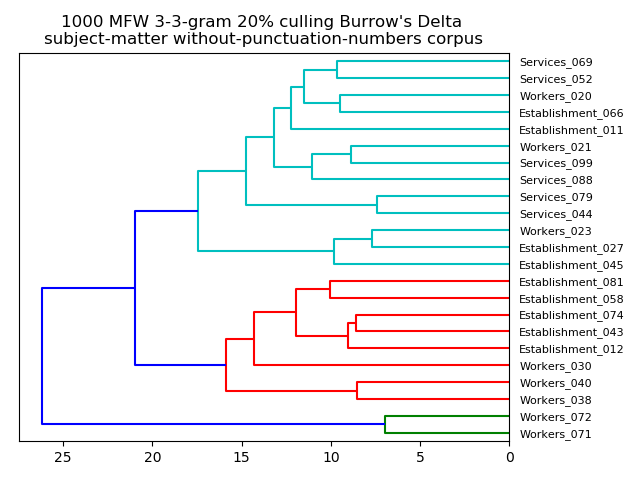 1000 MFW 3-3-gram 20% culling Burrow's Delta
subject-matter without-punctuation-numbers corpus
Services_069
Services_052
Workers_020
Establishment_066
Establishment_011
Workers_021
Services_099
Services_088
Services_079
Services_044
Workers_023
Establishment_027
Establishment_045
Establishment_081
Establishment_058
Establishment_074
Establishment_043
Establishment_012
Workers_030
Workers_040
Workers_038
Workers_072
Workers_071
25 20 15 10 5 0